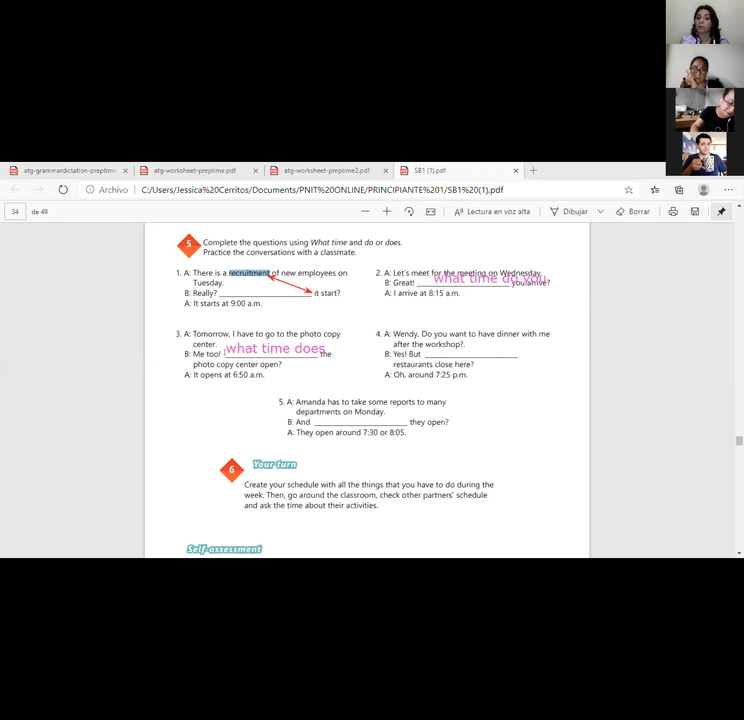 atg-grammardictation-preptime
atg-worksheet-preptime.pdf
atg-worksheet-preptime2.pdf
SB1 (1).pdf
Archivo
C:/Users/Jessica%20Cerritos/Documents/PNIT%20ONLINE/PRINCIPIANTE%201/SB1%20(1).pdf
34 de 49
Lectura en voz alta
Dibujar
Borrar
5 Complete the questions using What time and do or does.
Practice the conversations with a classmate.
1. A: There is a recruitment of new employees on
Tuesday.
B: Really? ____________________ it start?
A: It starts at 9:00 a.m.
2. A: Let's meet for the meeting on Wednesday.
B: Great! ____________________ you arrive?
what time do you
A: I arrive at 8:15 a.m.
3. A: Tomorrow, I have to go to the photo copy
center.
B: Me too! ____________________ the
what time does
photo copy center open?
A: It opens at 6:50 a.m.
4. A: Wendy, Do you want to have dinner with me
after the workshop?.
B: Yes! But ____________________
restaurants close here?
A: Oh, around 7:25 p.m.
5. A: Amanda has to take some reports to many
departments on Monday.
B: And ____________________ they open?
A: They open around 7:30 or 8:05.
6 Your turn
Create your schedule with all the things that you have to do during the
week. Then, go around the classroom, check other partners' schedule
and ask the time about their activities.
Self-assessment